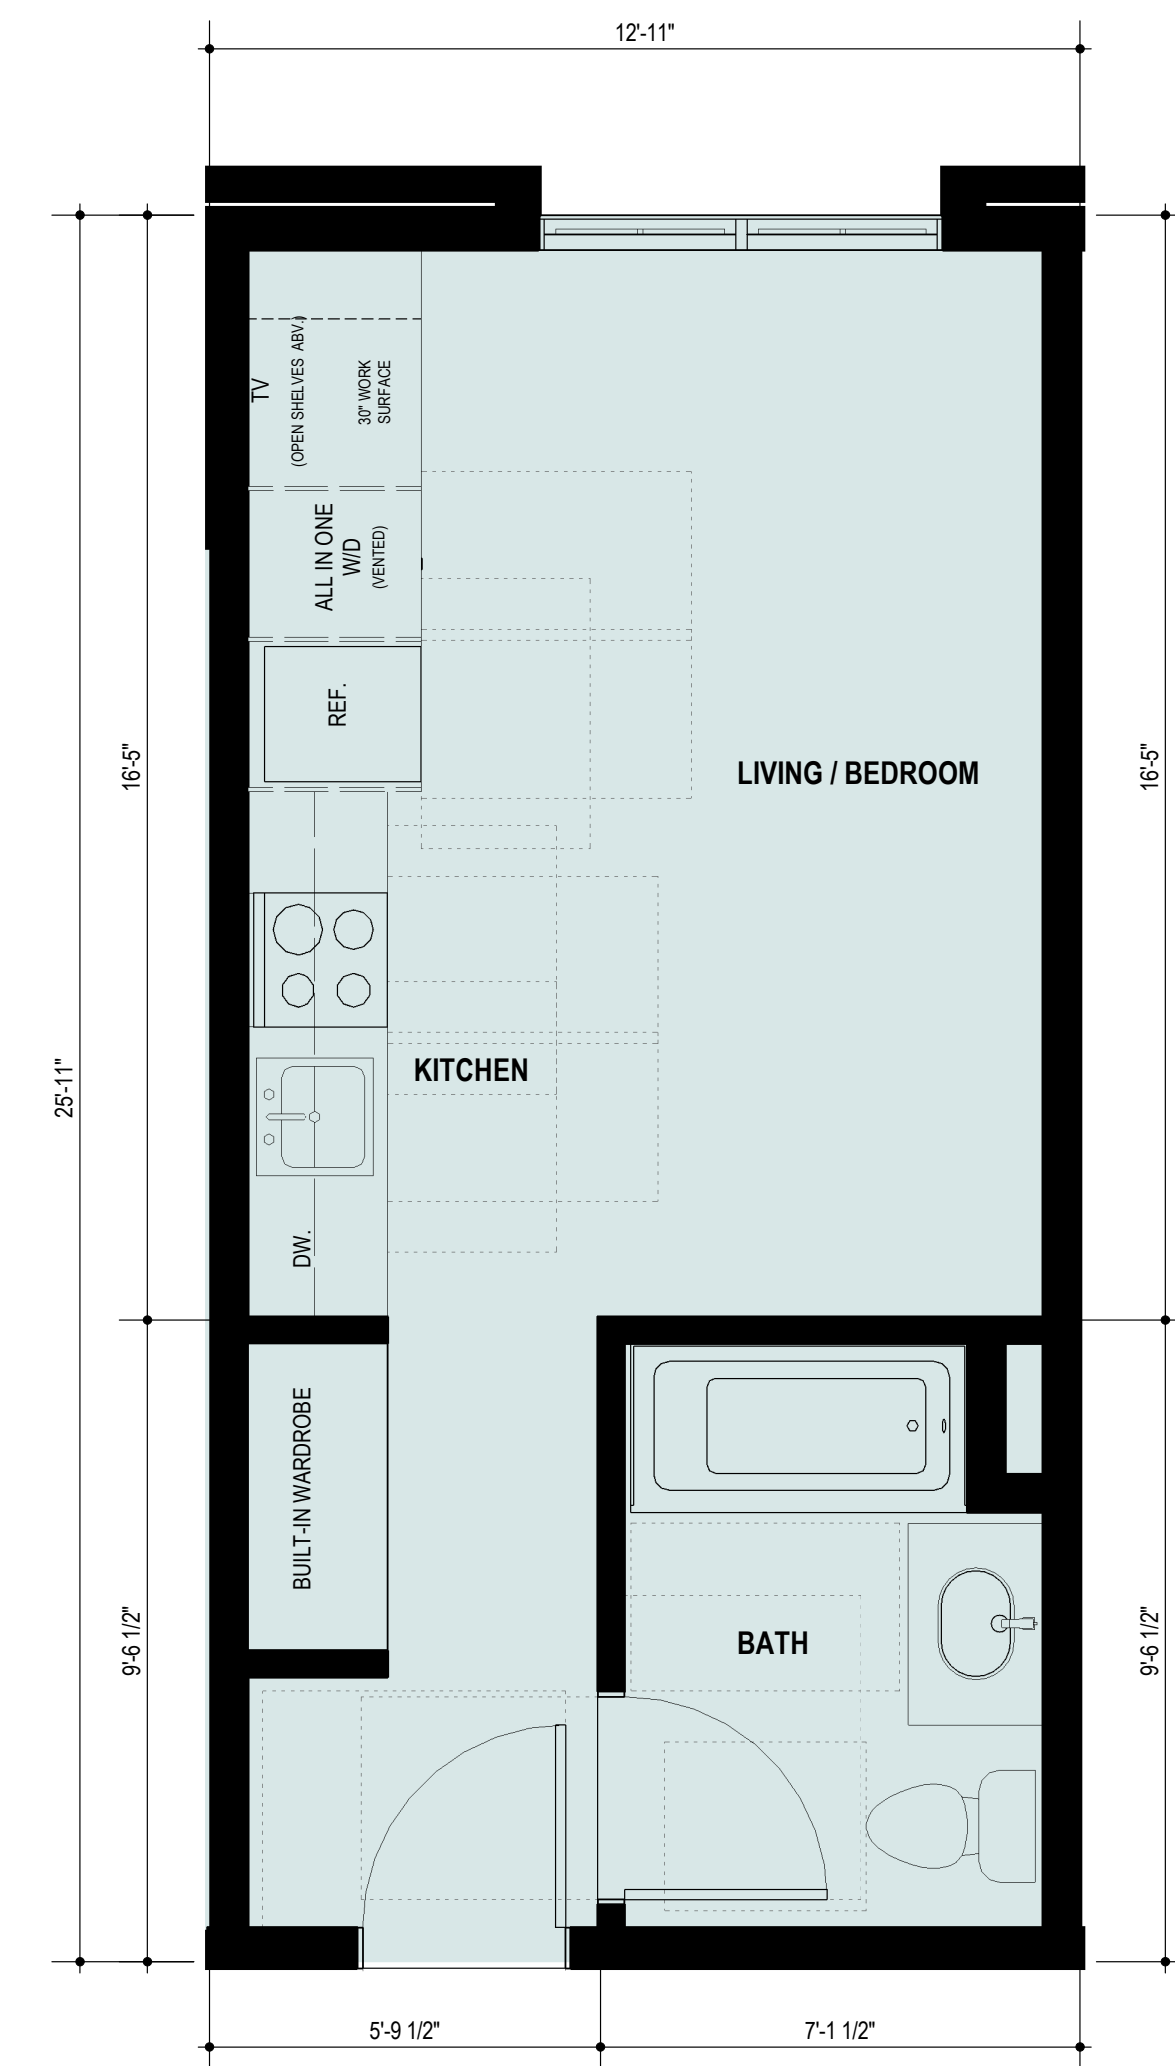 12'-11"
TV
(OPEN SHELVES ABV.)
30" WORK
SURFACE
ALL IN ONE
W/D
(VENTED)
REF.
LIVING / BEDROOM
16'-5"
16'-5"
25'-11"
KITCHEN
DW.
BUILT-IN WARDROBE
9'-6 1/2"
BATH
9'-6 1/2"
5'-9 1/2"
7'-1 1/2"